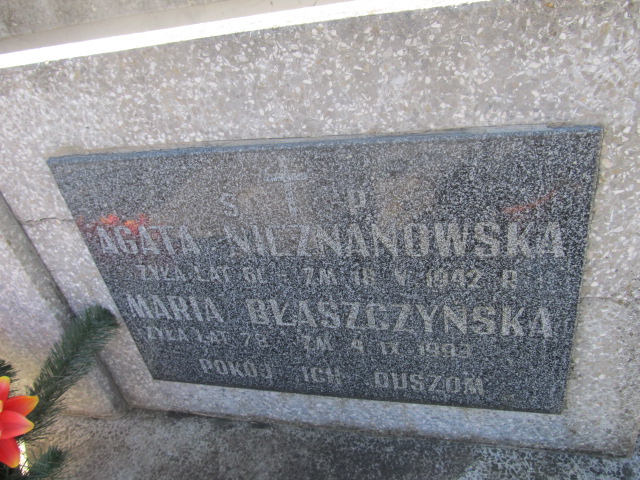 Ś † P
AGATA NIEZNANOWSKA
ŻYŁA LAT 61 ZM 16 V 1942 R
MARIA BŁASZCZYŃSKA
ŻYŁA LAT 78 ZM 4 IX 1983
POKÓJ ICH DUSZOM